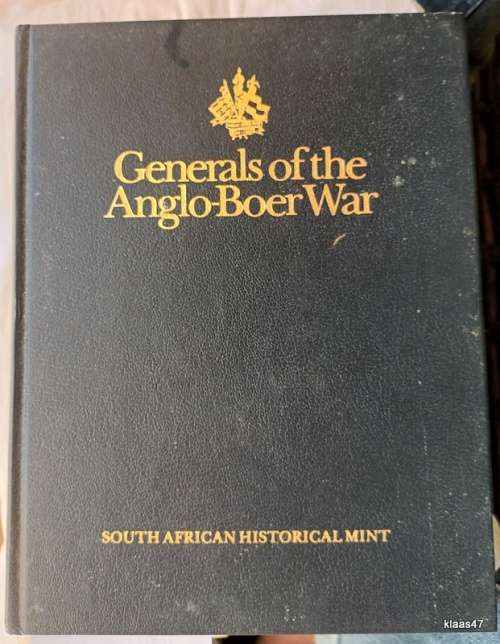 Generals of the
Anglo-Boer War
SOUTH AFRICAN HISTORICAL MINT
klaas47